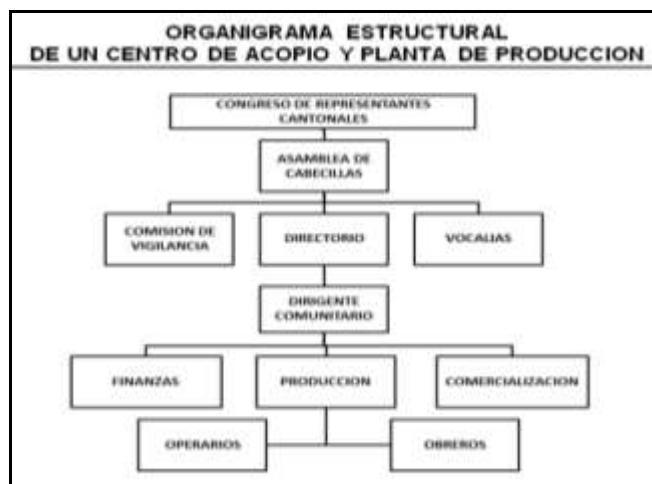 ORGANIGRAMA ESTRUCTURAL
DE UN CENTRO DE ACOPIO Y PLANTA DE PRODUCCION
CONGRESO DE REPRESENTANTES
CANTONALES
ASAMBLEA DE
CABECILLAS
COMISION DE
VIGILANCIA
DIRECTORIO
VOCALIAS
DIRIGENTE
COMUNITARIO
FINANZAS
PRODUCCION
COMERCIALIZACION
OPERARIOS
OBREROS